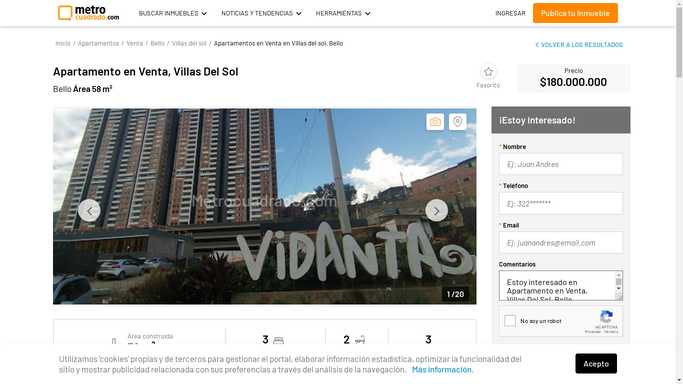 metro
cuadrado.com
BUSCAR INMUEBLES
NOTICIAS Y TENDENCIAS
HERRAMIENTAS
INGRESAR
Publica tu Inmueble
Inicio / Apartamentos / Venta / Bello / Villas del sol / Apartamentos en Venta en Villas del sol, Bello
VOLVER A LOS RESULTADOS
Apartamento en Venta, Villas Del Sol
Bello Área 58 m²
Favorito
Precio
$180.000.000
Metrocuadrado.com
VIDANTA
1 / 20
¡Estoy Interesado!
* Nombre
Ej: Juan Andres
* Teléfono
Ej: 322*******
* Email
Ej: juanandres@email.com
Comentarios
Estoy interesado en
Apartamento en Venta,
Villas Del Sol, Bello
No soy un robot
reCAPTCHA
Privacidad - Términos
Área construida
3
2
3
Utilizamos 'cookies' propias y de terceros para gestionar el portal, elaborar información estadística, optimizar la funcionalidad del
sitio y mostrar publicidad relacionada con sus preferencias a través del análisis de la navegación. Más información.
Acepto